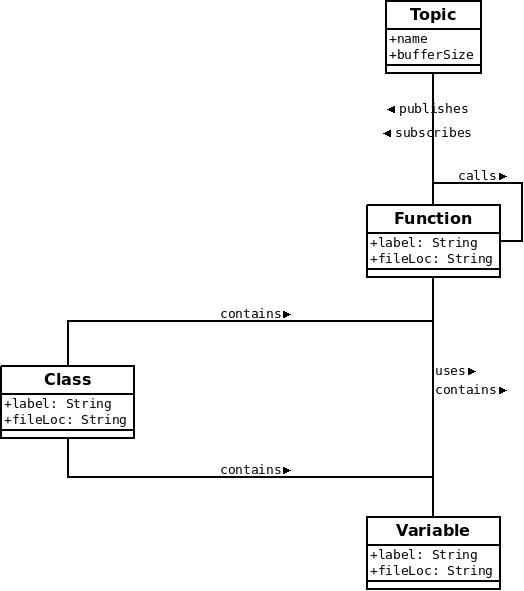 Topic
+name
+bufferSize
◄ publishes
◄ subscribes
calls►
Function
+label: String
+fileLoc: String
contains►
uses►
Class
contains►
+label: String
+fileLoc: String
contains►
Variable
+label: String
+fileLoc: String